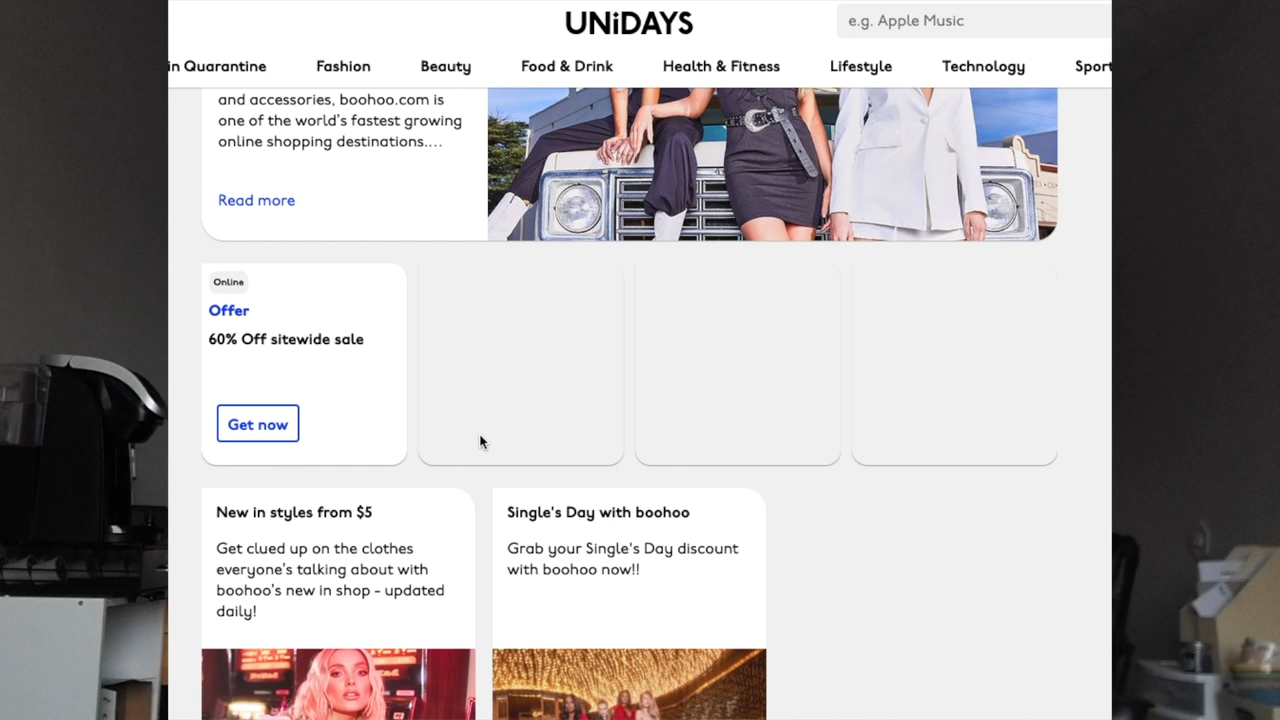 UNiDAYS
e.g. Apple Music
in Quarantine Fashion Beauty Food & Drink Health & Fitness Lifestyle Technology Sport
and accessories, boohoo.com is
one of the world's fastest growing
online shopping destinations....
Read more
Online
Offer
60% Off sitewide sale
Get now
New in styles from $5
Get clued up on the clothes
everyone's talking about with
boohoo's new in shop - updated
daily!
Single's Day with boohoo
Grab your Single's Day discount
with boohoo now!!